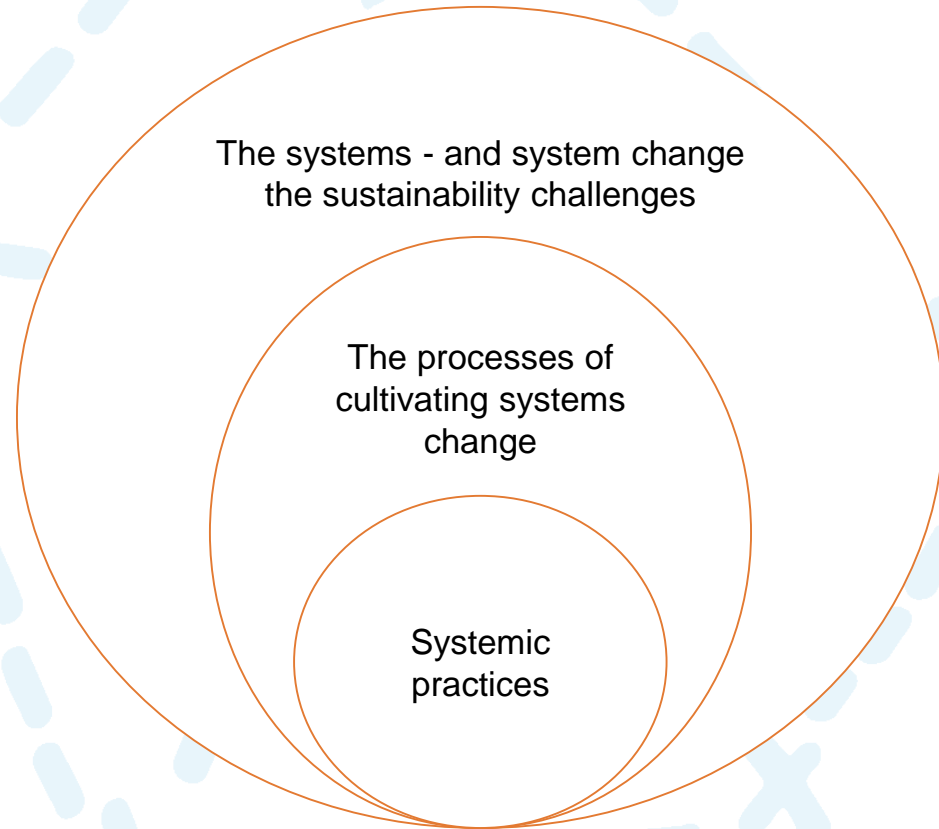 The systems - and system change
the sustainability challenges
The processes of
cultivating systems
change
Systemic
practices